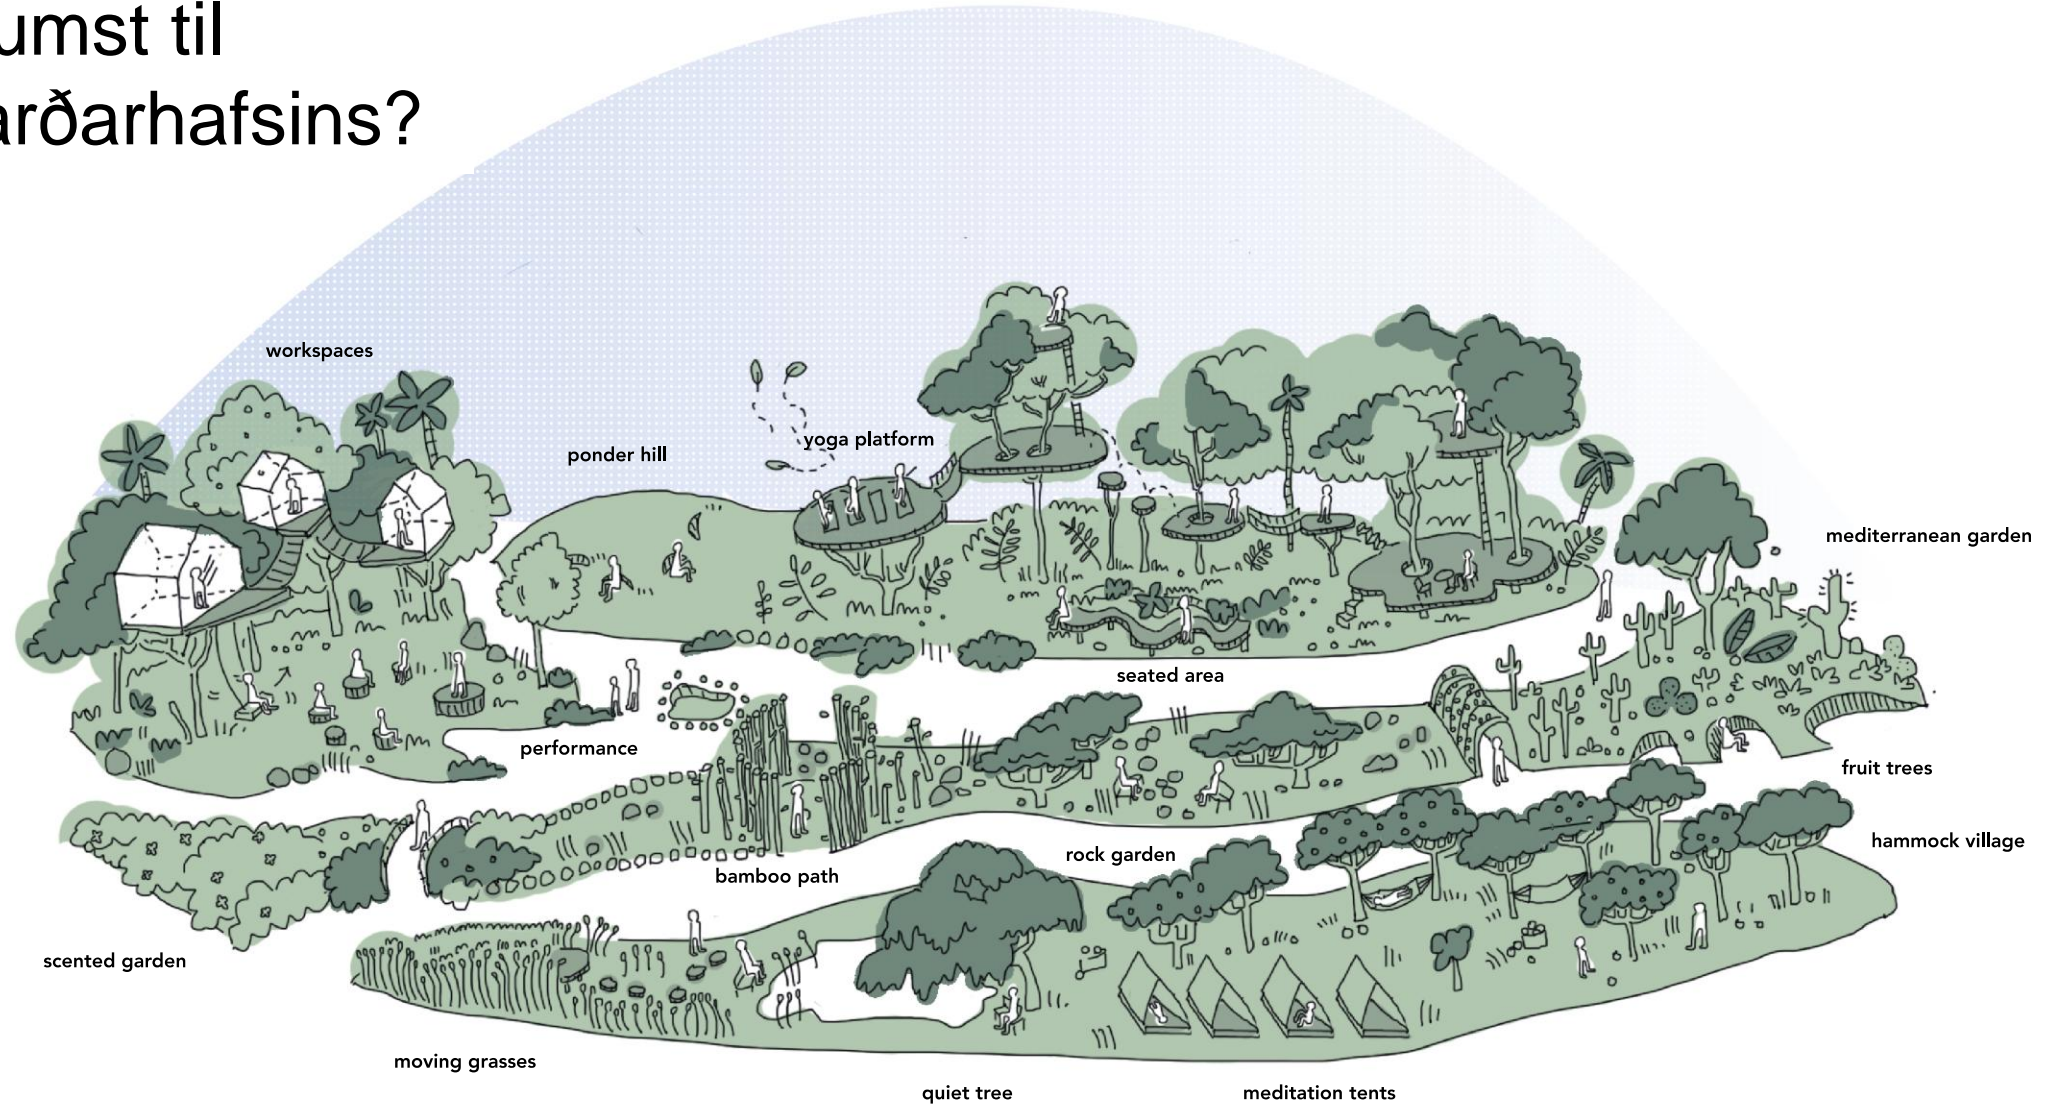 umst til
arðarhafsins?
workspaces
yoga platform
ponder hill
mediterranean garden
seated area
performance
fruit trees
hammock village
rock garden
bamboo path
scented garden
moving grasses
quiet tree
meditation tents